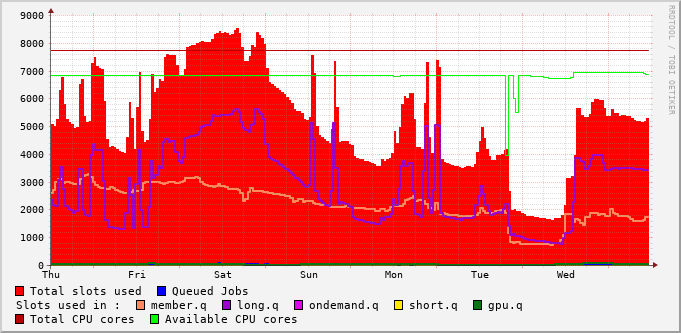 RRDTOOL / TOBI OETIKER
9000
8000
7000
6000
5000
4000
3000
2000
1000
0
Thu Fri Sat Sun Mon Tue Wed
Total slots used Queued Jobs
Slots used in : member.q long.q ondemand.q short.q gpu.q
Total CPU cores Available CPU cores